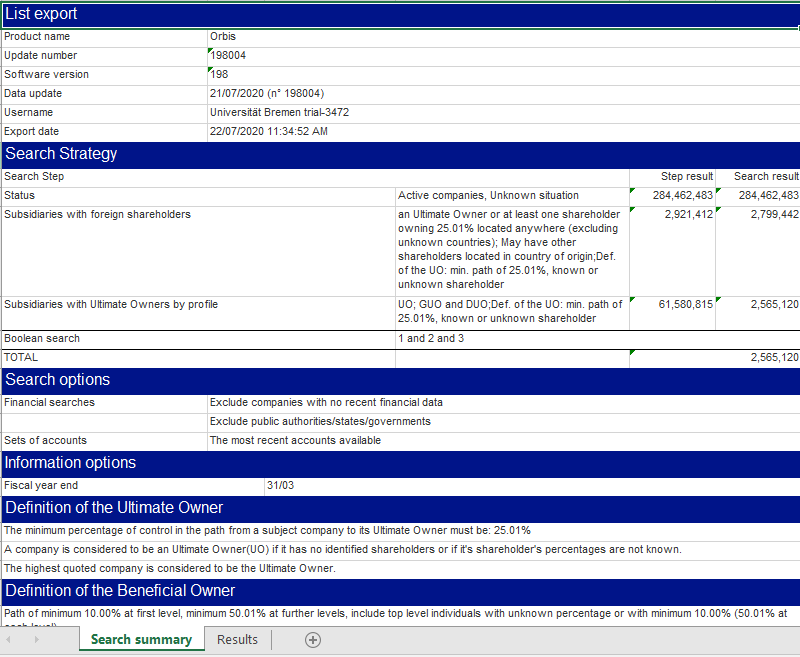 List export
Product name Orbis
Update number 198004
Software version 198
Data update 21/07/2020 (n° 198004)
Username Universität Bremen trial-3472
Export date 22/07/2020 11:34:52 AM
Search Strategy
Search Step Step result Search result
Status Active companies, Unknown situation 284,462,483 284,462,483
Subsidiaries with foreign shareholders an Ultimate Owner or at least one shareholder 2,921,412 2,799,442
owning 25.01% located anywhere (excluding
unknown countries); May have other
shareholders located in country of origin;Def.
of the UO: min. path of 25.01%, known or
unknown shareholder
Subsidiaries with Ultimate Owners by profile UO; GUO and DUO;Def. of the UO: min. path of 61,580,815 2,565,120
25.01%, known or unknown shareholder
Boolean search 1 and 2 and 3
TOTAL 2,565,120
Search options
Financial searches Exclude companies with no recent financial data
Exclude public authorities/states/governments
Sets of accounts The most recent accounts available
Information options
Fiscal year end 31/03
Definition of the Ultimate Owner
The minimum percentage of control in the path from a subject company to its Ultimate Owner must be: 25.01%
A company is considered to be an Ultimate Owner(UO) if it has no identified shareholders or if it's shareholder's percentages are not known.
The highest quoted company is considered to be the Ultimate Owner.
Definition of the Beneficial Owner
Path of minimum 10.00% at first level, minimum 50.01% at further levels, include top level individuals with unknown percentage or with minimum 10.00% (50.01% at
Search summary Results